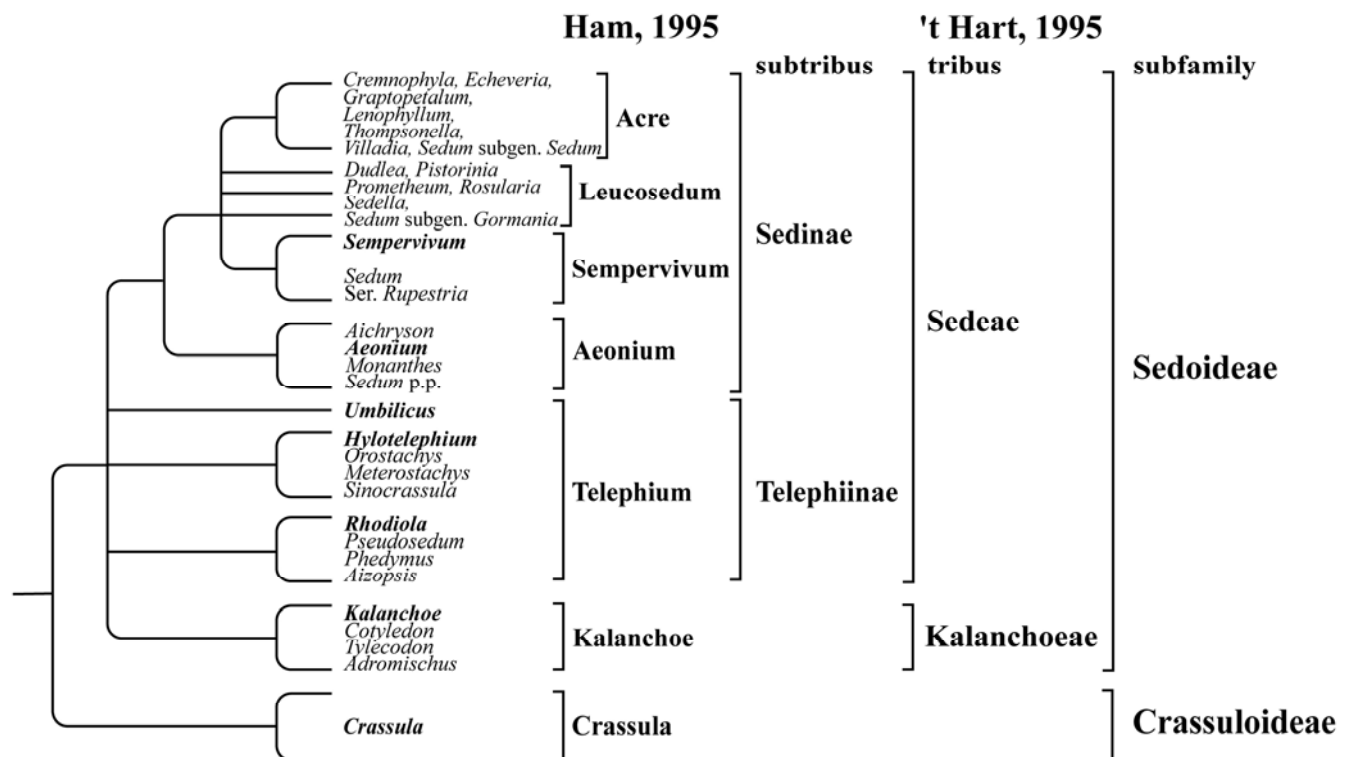 Ham, 1995
't Hart, 1995
subtribus
tribus
subfamily
Cremnophyla, Echeveria,
Graptopetalum,
Lenophyllum,
Thompsonella,
Villadia, Sedum subgen. Sedum
Acre
Dudlea, Pistorinia
Prometheum, Rosularia
Sedella,
Sedum subgen. Gormania
Leucosedum
Sempervivum
Sedum
Ser. Rupestria
Sempervivum
Aichryson
Aeonium
Monanthes
Sedum p.p.
Aeonium
Sedinae
Umbilicus
Hylotelephium
Orostachys
Meterostachys
Sinocrassula
Rhodiola
Pseudosedum
Phedymus
Aizopsis
Telephium
Telephiinae
Sedeae
Kalanchoe
Cotyledon
Tylecodon
Adromischus
Kalanchoe
Kalanchoeae
Sedoideae
Crassula
Crassula
Crassuloideae